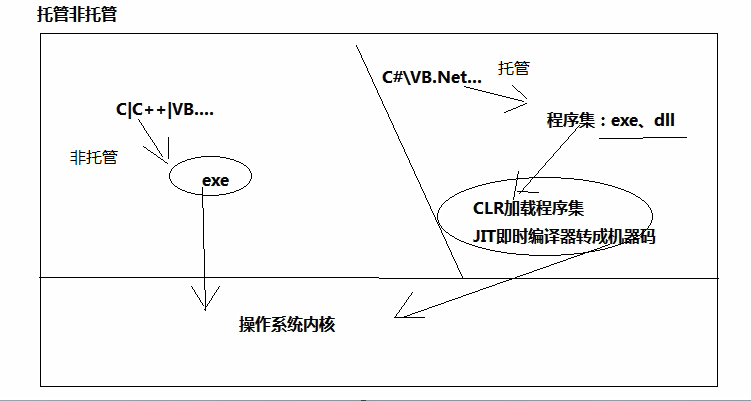 托管非托管
C|C++|VB....
非托管
exe
C#\VB.Net...
托管
程序集：exe、dll
CLR加载程序集
JIT即时编译器转成机器码
操作系统内核